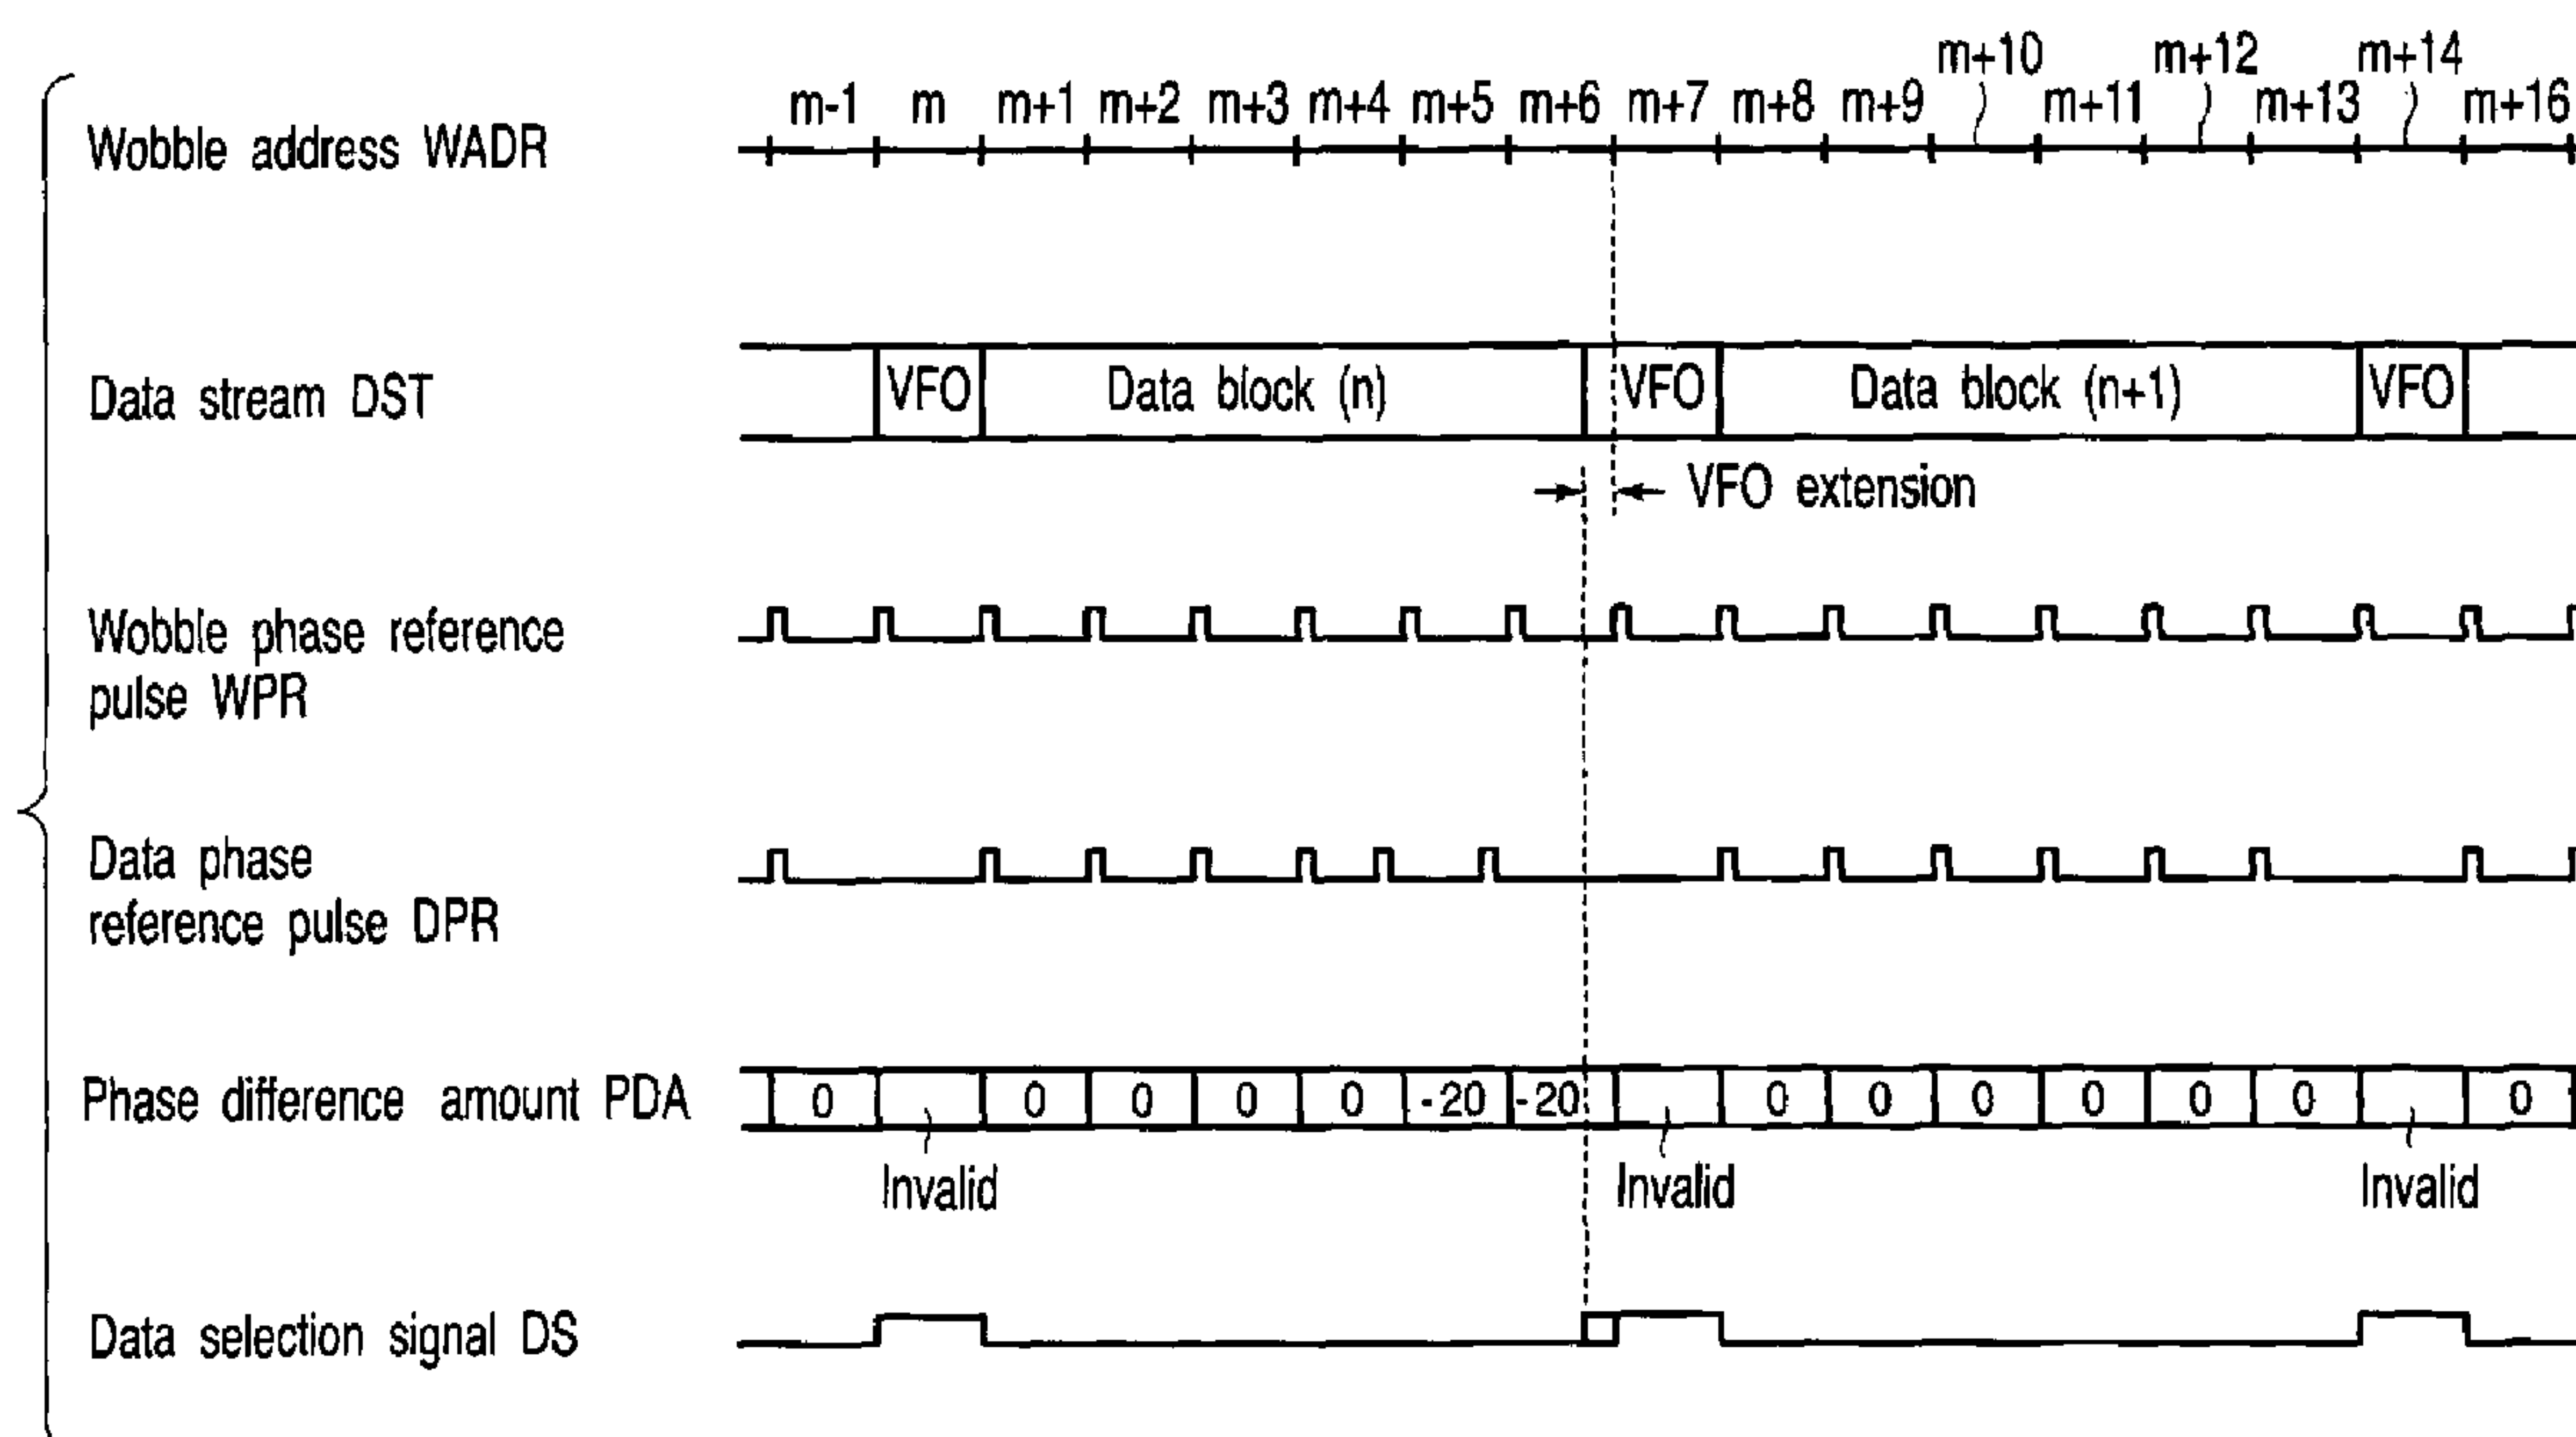 m+10 m+12 m+14
m-1 m m+1 m+2 m+3 m+4 m+5 m+6 m+7 m+8 m+9 m+11 m+13 m+16
Wobble address WADR
Data stream DST
VFO Data block (n) VFO Data block (n+1) VFO
VFO extension
Wobble phase reference
pulse WPR
Data phase
reference pulse DPR
Phase difference amount PDA
0 0 0 0 0 -20 -20 0 0 0 0 0 0 0
Invalid Invalid Invalid
Data selection signal DS